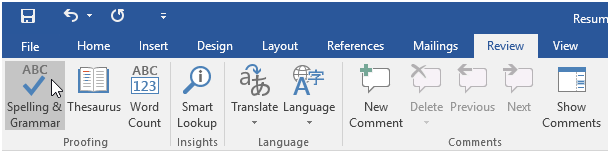 Resum
File Home Insert Design Layout References Mailings Review View
ABC ABC
123
Spelling & Thesaurus Word Smart Translate Language New Delete Previous Next Show
Grammar Count Lookup Comment Comments
Proofing Insights Language Comments